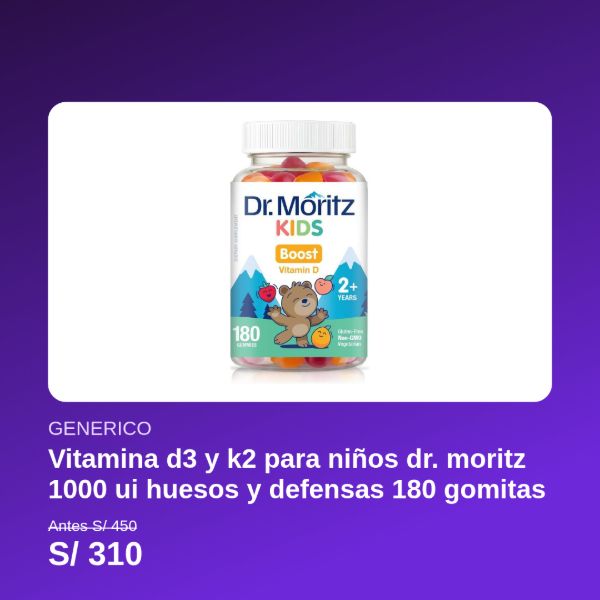 Dr. Moritz
KIDS
Boost
Vitamin D
2+
YEARS
180
GUMMIES
Gluten-Free
Non-GMO
Vegetarian
GENERICO
Vitamina d3 y k2 para niños dr. moritz
1000 ui huesos y defensas 180 gomitas
Antes S/ 450
S/ 310